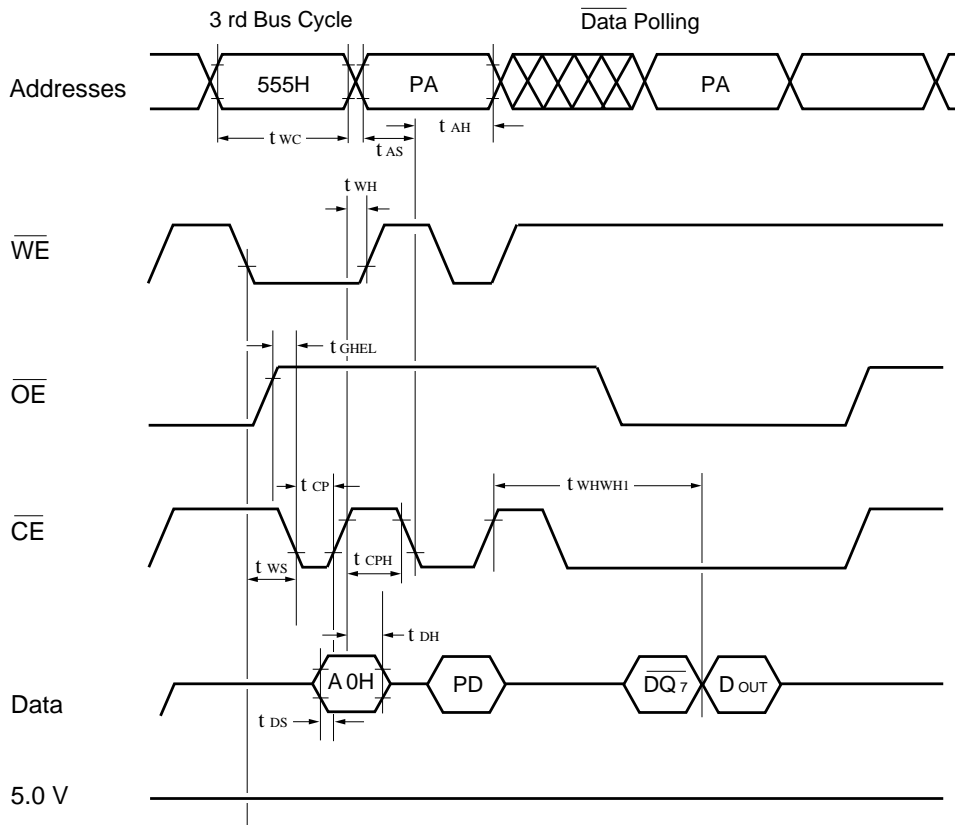 3 rd Bus Cycle
Data Polling
Addresses
555H
PA
PA
t WC
t AS
t AH
t WH
WE
t GHEL
OE
t CP
t WHWH1
CE
t WS
t CPH
t DH
A0H
PD
DQ 7
D OUT
Data
t DS
5.0 V